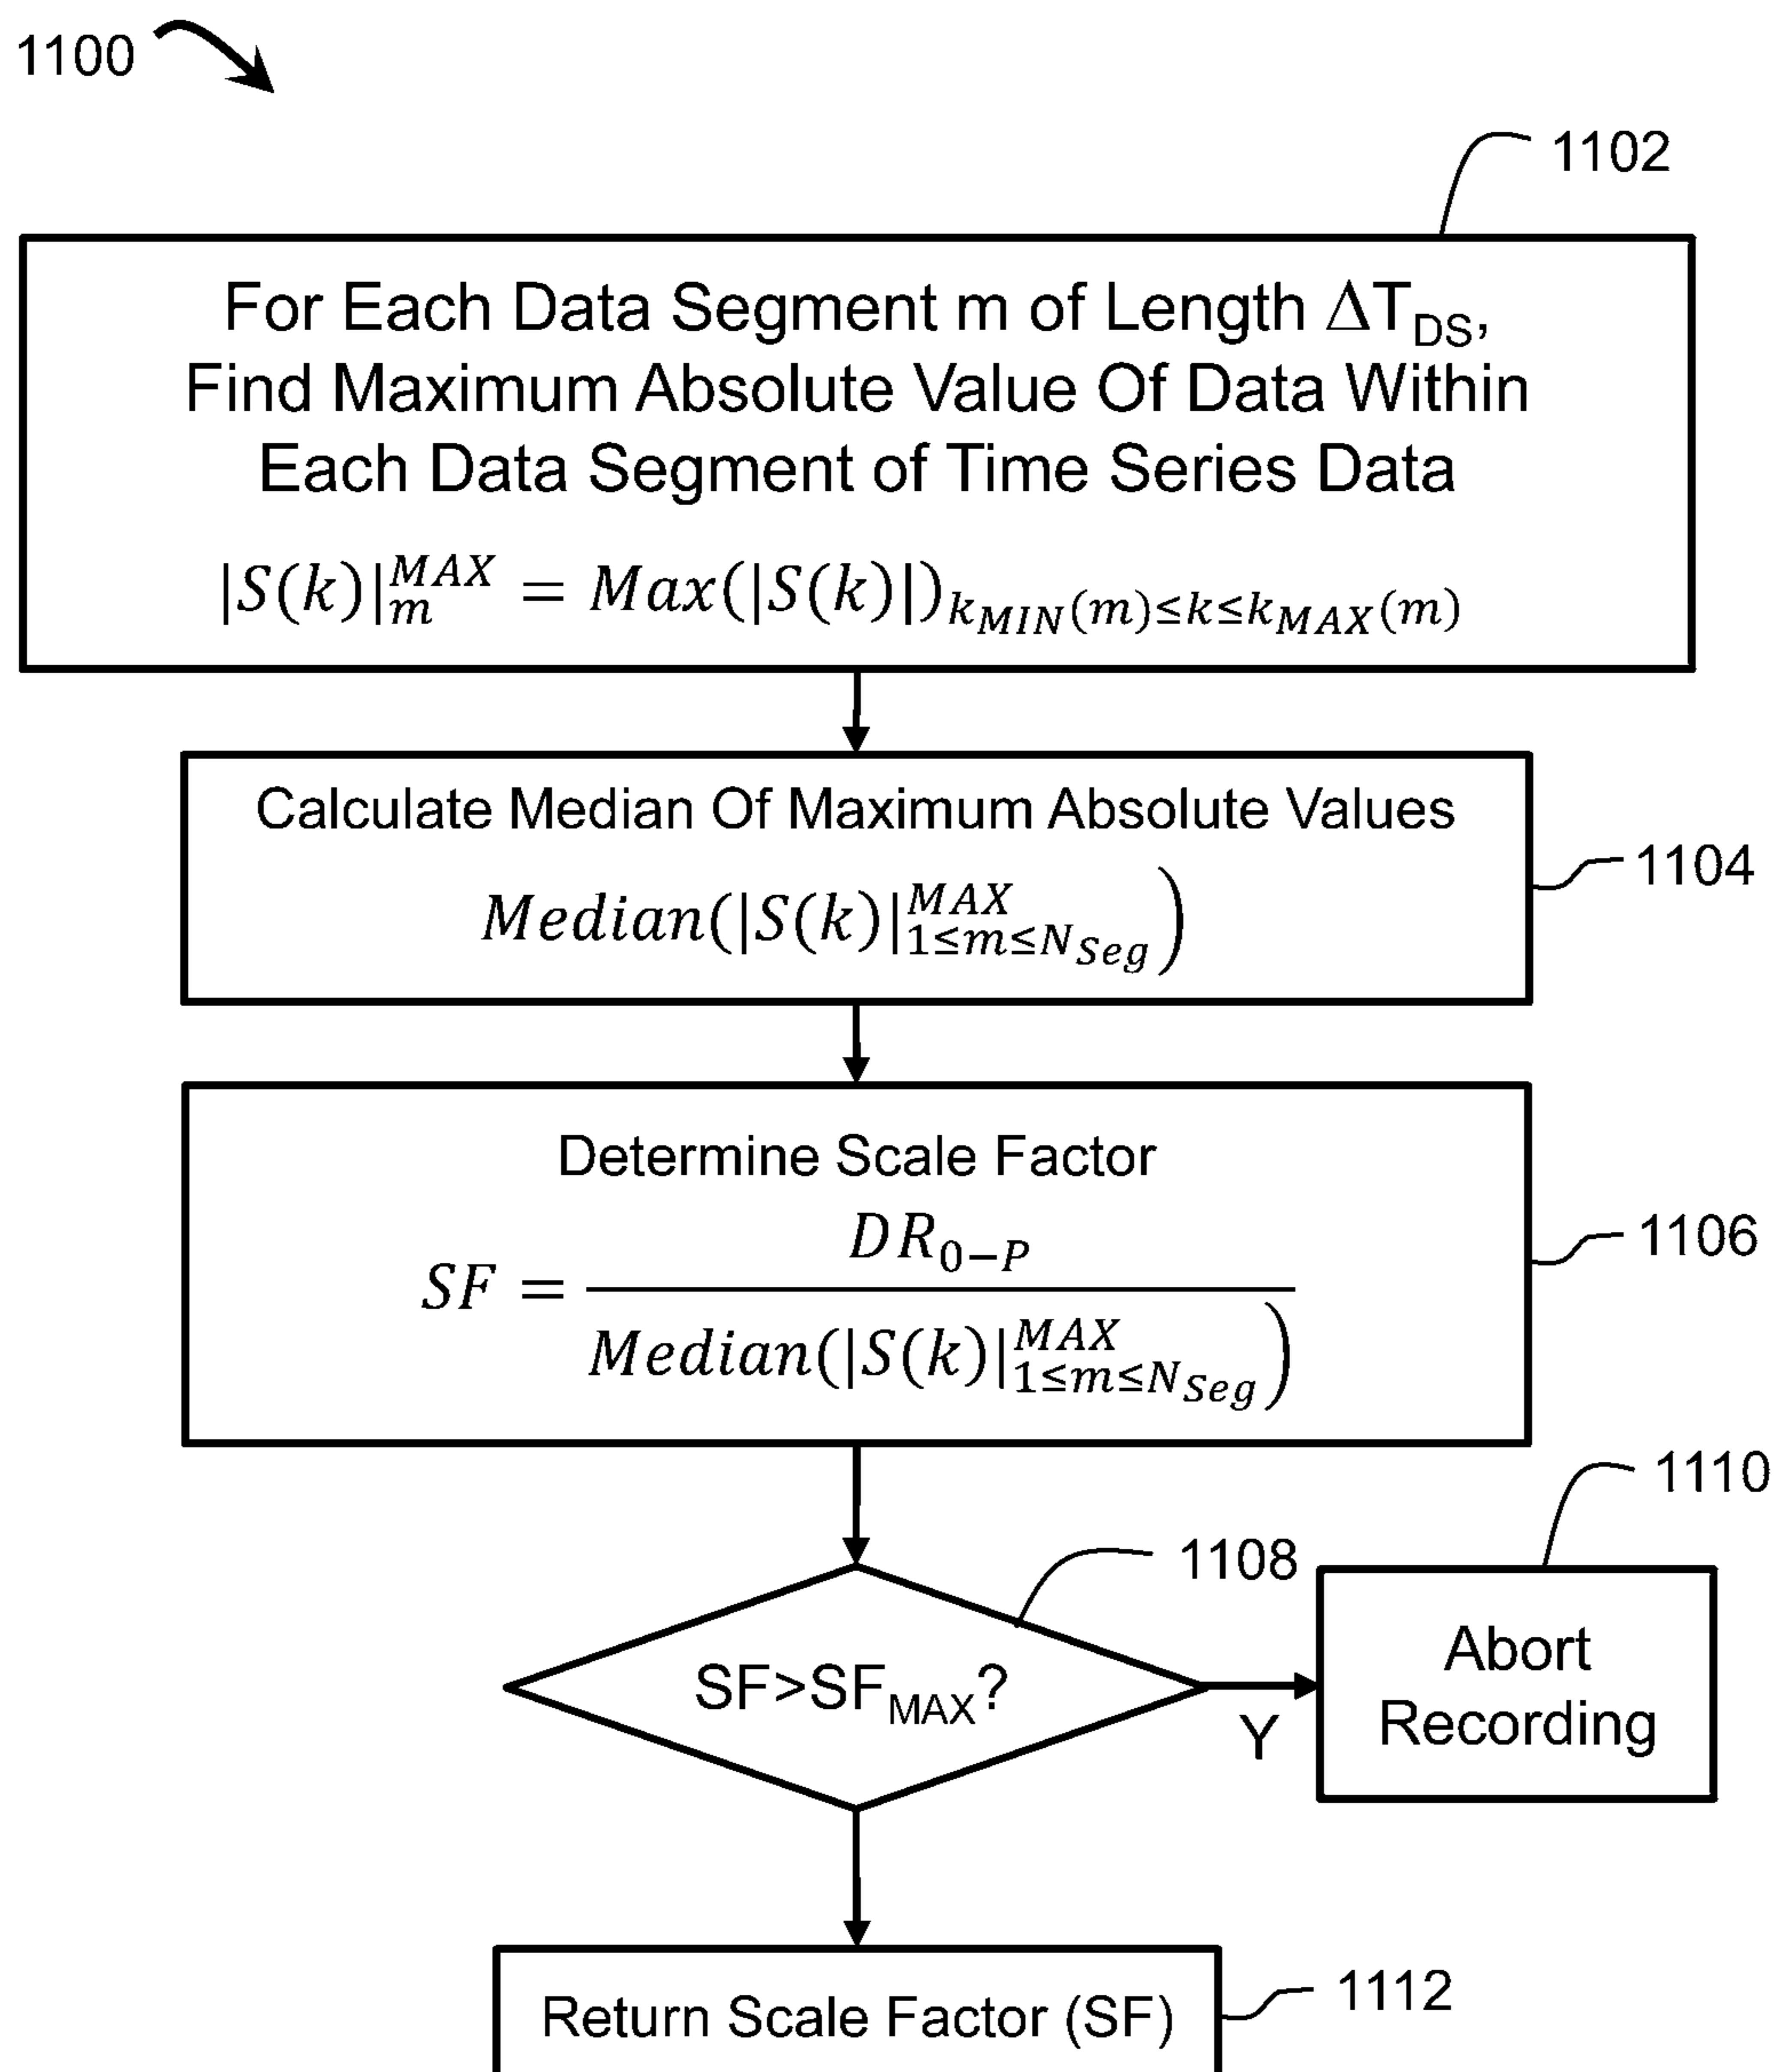 1100
1102
For Each Data Segment m of Length ΔT_DS,
Find Maximum Absolute Value Of Data Within
Each Data Segment of Time Series Data
|S(k)|_m^MAX = Max(|S(k)|)_{k_MIN(m)≤k≤k_MAX(m)}
Calculate Median Of Maximum Absolute Values
1104
Median(|S(k)|_{1≤m≤N_Seg}^MAX)
Determine Scale Factor
1106
DR_{0−P}
SF =
Median(|S(k)|_{1≤m≤N_Seg}^MAX)
1110
1108
Abort
SF>SF_MAX?
Recording
Y
1112
Return Scale Factor (SF)